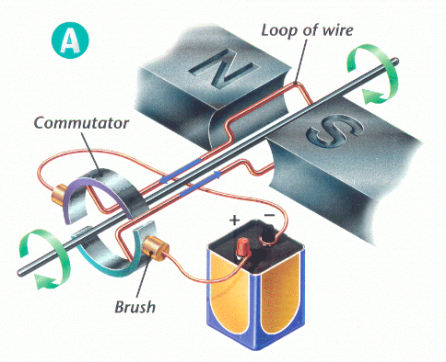 A
Loop of wire
N
Commutator
S
+ −
Brush